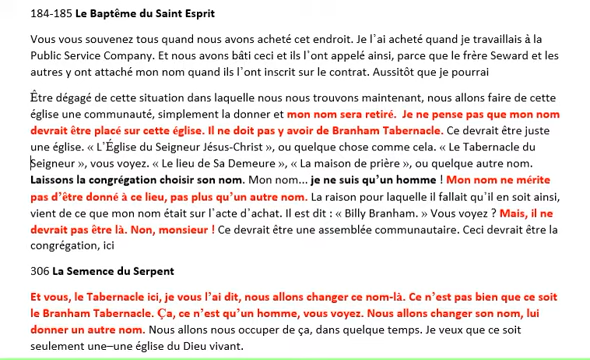 184-185 Le Baptême du Saint Esprit
Vous vous souvenez tous quand nous avons acheté cet endroit. Je l'ai acheté quand je travaillais à la
Public Service Company. Et nous avons bâti ceci et ils l'ont appelé ainsi, parce que le frère Seward et les
autres y ont attaché mon nom quand ils l'ont inscrit sur le contrat. Aussitôt que je pourrai
Être dégagé de cette situation dans laquelle nous nous trouvons maintenant, nous allons faire de cette
église une communauté, simplement la donner et mon nom sera retiré. Je ne pense pas que mon nom
devrait être placé sur cette église. Il ne doit pas y avoir de Branham Tabernacle. Ce devrait être juste
une église. « L'Église du Seigneur Jésus-Christ », ou quelque chose comme cela. « Le Tabernacle du
Seigneur », vous voyez. « Le lieu de Sa Demeure », « La maison de prière », ou quelque autre nom.
Laissons la congrégation choisir son nom. Mon nom... je ne suis qu'un homme ! Mon nom ne mérite
pas d'être donné à ce lieu, pas plus qu'un autre nom. La raison pour laquelle il fallait qu'il en soit ainsi,
vient de ce que mon nom était sur l'acte d'achat. Il est dit : « Billy Branham. » Vous voyez ? Mais, il ne
devrait pas être là. Non, monsieur ! Ce devrait être une assemblée communautaire. Ceci devrait être la
congrégation, ici
306 La Semence du Serpent
Et vous, le Tabernacle ici, je vous l'ai dit, nous allons changer ce nom-là. Ce n'est pas bien que ce soit
le Branham Tabernacle. Ça, ce n'est qu'un homme, vous voyez. Nous allons changer son nom, lui
donner un autre nom. Nous allons nous occuper de ça, dans quelque temps. Je veux que ce soit
seulement une–une église du Dieu vivant.